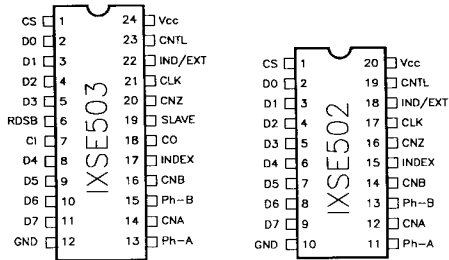 CS 1 24 Vcc
D0 2 23 CNTL
D1 3 22 IND/EXT
D2 4 21 CLK
D3 5 20 CNZ
RDSB 6 19 SLAVE
CI 7 18 CO
D4 8 17 INDEX
D5 9 16 CNB
D6 10 15 Ph-B
D7 11 14 CNA
GND 12 13 Ph-A
IXSE503
CS 1 20 Vcc
D0 2 19 CNTL
D1 3 18 IND/EXT
D2 4 17 CLK
D3 5 16 CNZ
D4 6 15 INDEX
D5 7 14 CNB
D6 8 13 Ph-B
D7 9 12 CNA
GND 10 11 Ph-A
IXSE502